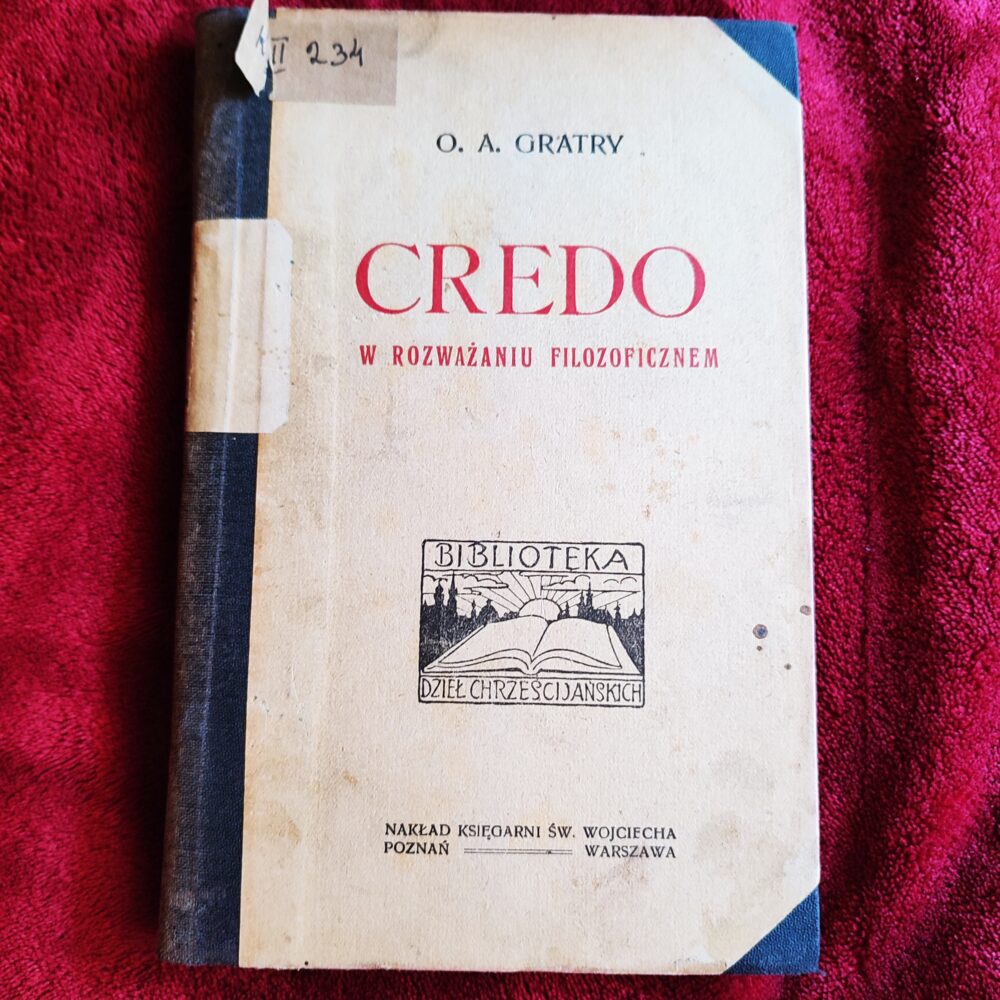 II 234
O. A. GRATRY
CREDO
W ROZWAŻANIU FILOZOFICZNEM
BIBLIOTEKA
DZIEŁ CHRZEŚCIJAŃSKICH
NAKŁAD KSIĘGARNI ŚW. WOJCIECHA
POZNAŃ WARSZAWA